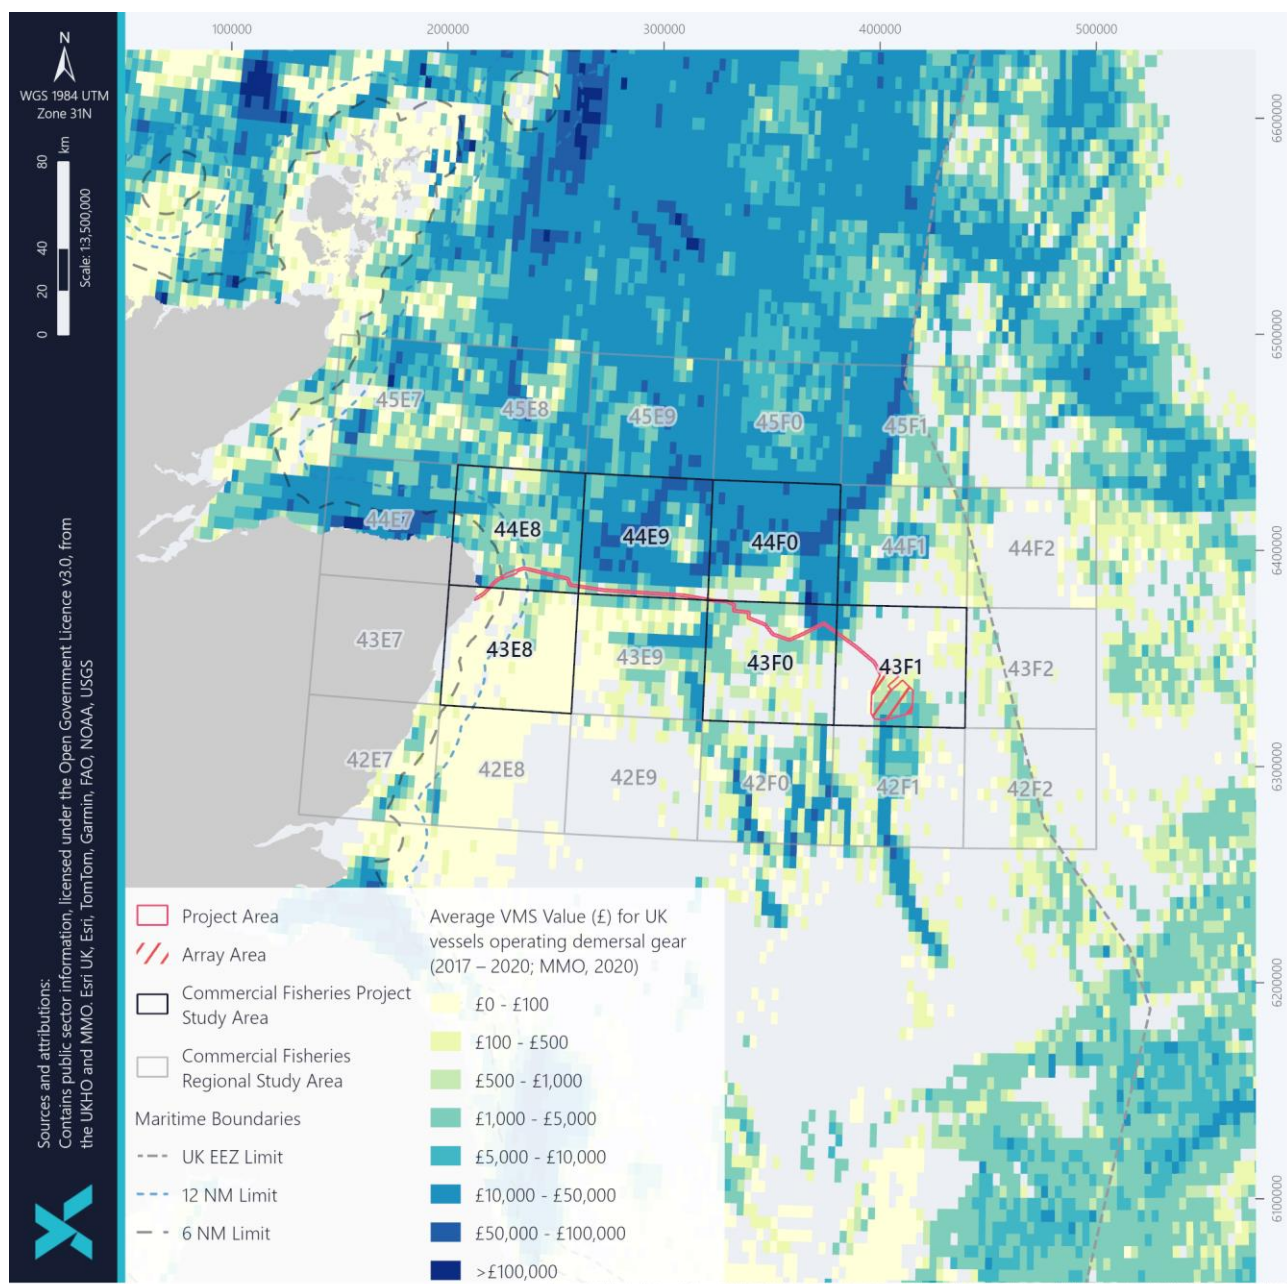 100000
200000
300000
400000
500000
N
WGS 1984 UTM
Zone 31N
km
80
40
20
0
Scale: 1:3,500,000
6600000
6500000
6400000
6300000
6200000
6100000
45E7
45E8
45E9
45F0
45F1
44E7
44E8
44E9
44F0
44F1
44F2
43E7
43E8
43E9
43F0
43F1
43F2
42E7
42E8
42E9
42F0
42F1
42F2
Sources and attributions:
Contains public sector information, licensed under the Open Government Licence v3.0, from
the UKHO and MMO. Esri UK, Esri, TomTom, Garmin, FAO, NOAA, USGS
Project Area
Array Area
Commercial Fisheries Project
Study Area
Commercial Fisheries
Regional Study Area
Maritime Boundaries
UK EEZ Limit
12 NM Limit
6 NM Limit
Average VMS Value (£) for UK
vessels operating demersal gear
(2017 – 2020; MMO, 2020)
£0 - £100
£100 - £500
£500 - £1,000
£1,000 - £5,000
£5,000 - £10,000
£10,000 - £50,000
£50,000 - £100,000
>£100,000